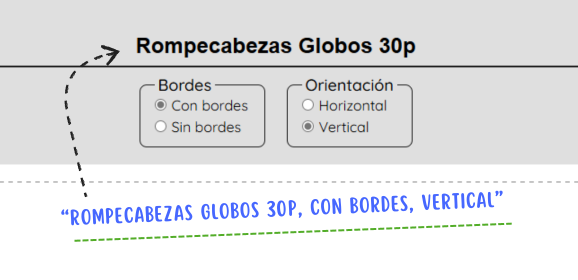 Rompecabezas Globos 30p
Bordes
Orientación
Con bordes
Horizontal
Sin bordes
Vertical
“ROMPECABEZAS GLOBOS 30P, CON BORDES, VERTICAL”